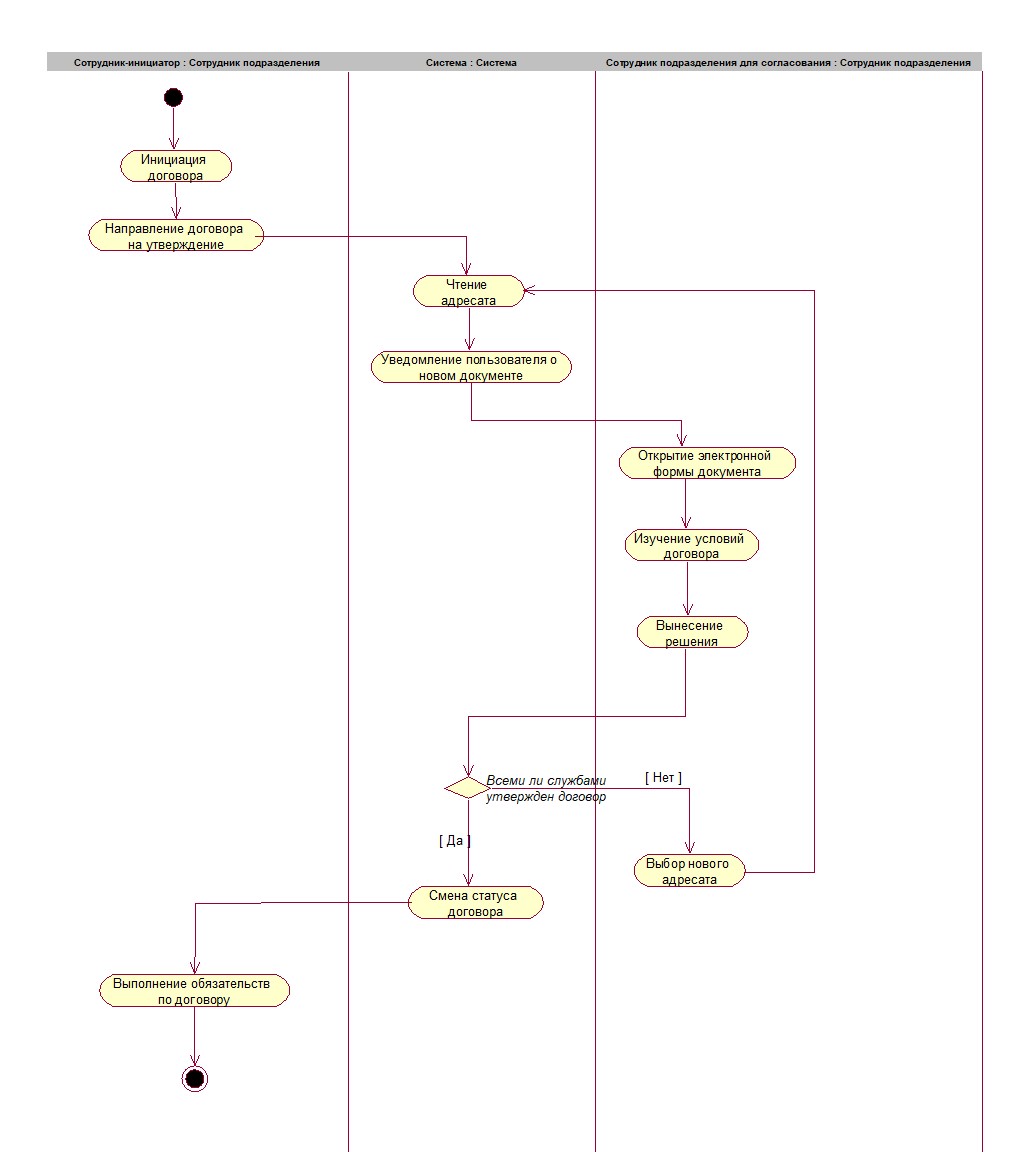 Сотрудник-инициатор : Сотрудник подразделения
Система : Система
Сотрудник подразделения для согласования : Сотрудник подразделения
Инициация
договора
Направление договора
на утверждение
Чтение
адресата
Уведомление пользователя о
новом документе
Открытие электронной
формы документа
Изучение условий
договора
Вынесение
решения
Всеми ли службами
утвержден договор
[ Нет ]
[ Да ]
Выбор нового
адресата
Смена статуса
договора
Выполнение обязательств
по договору